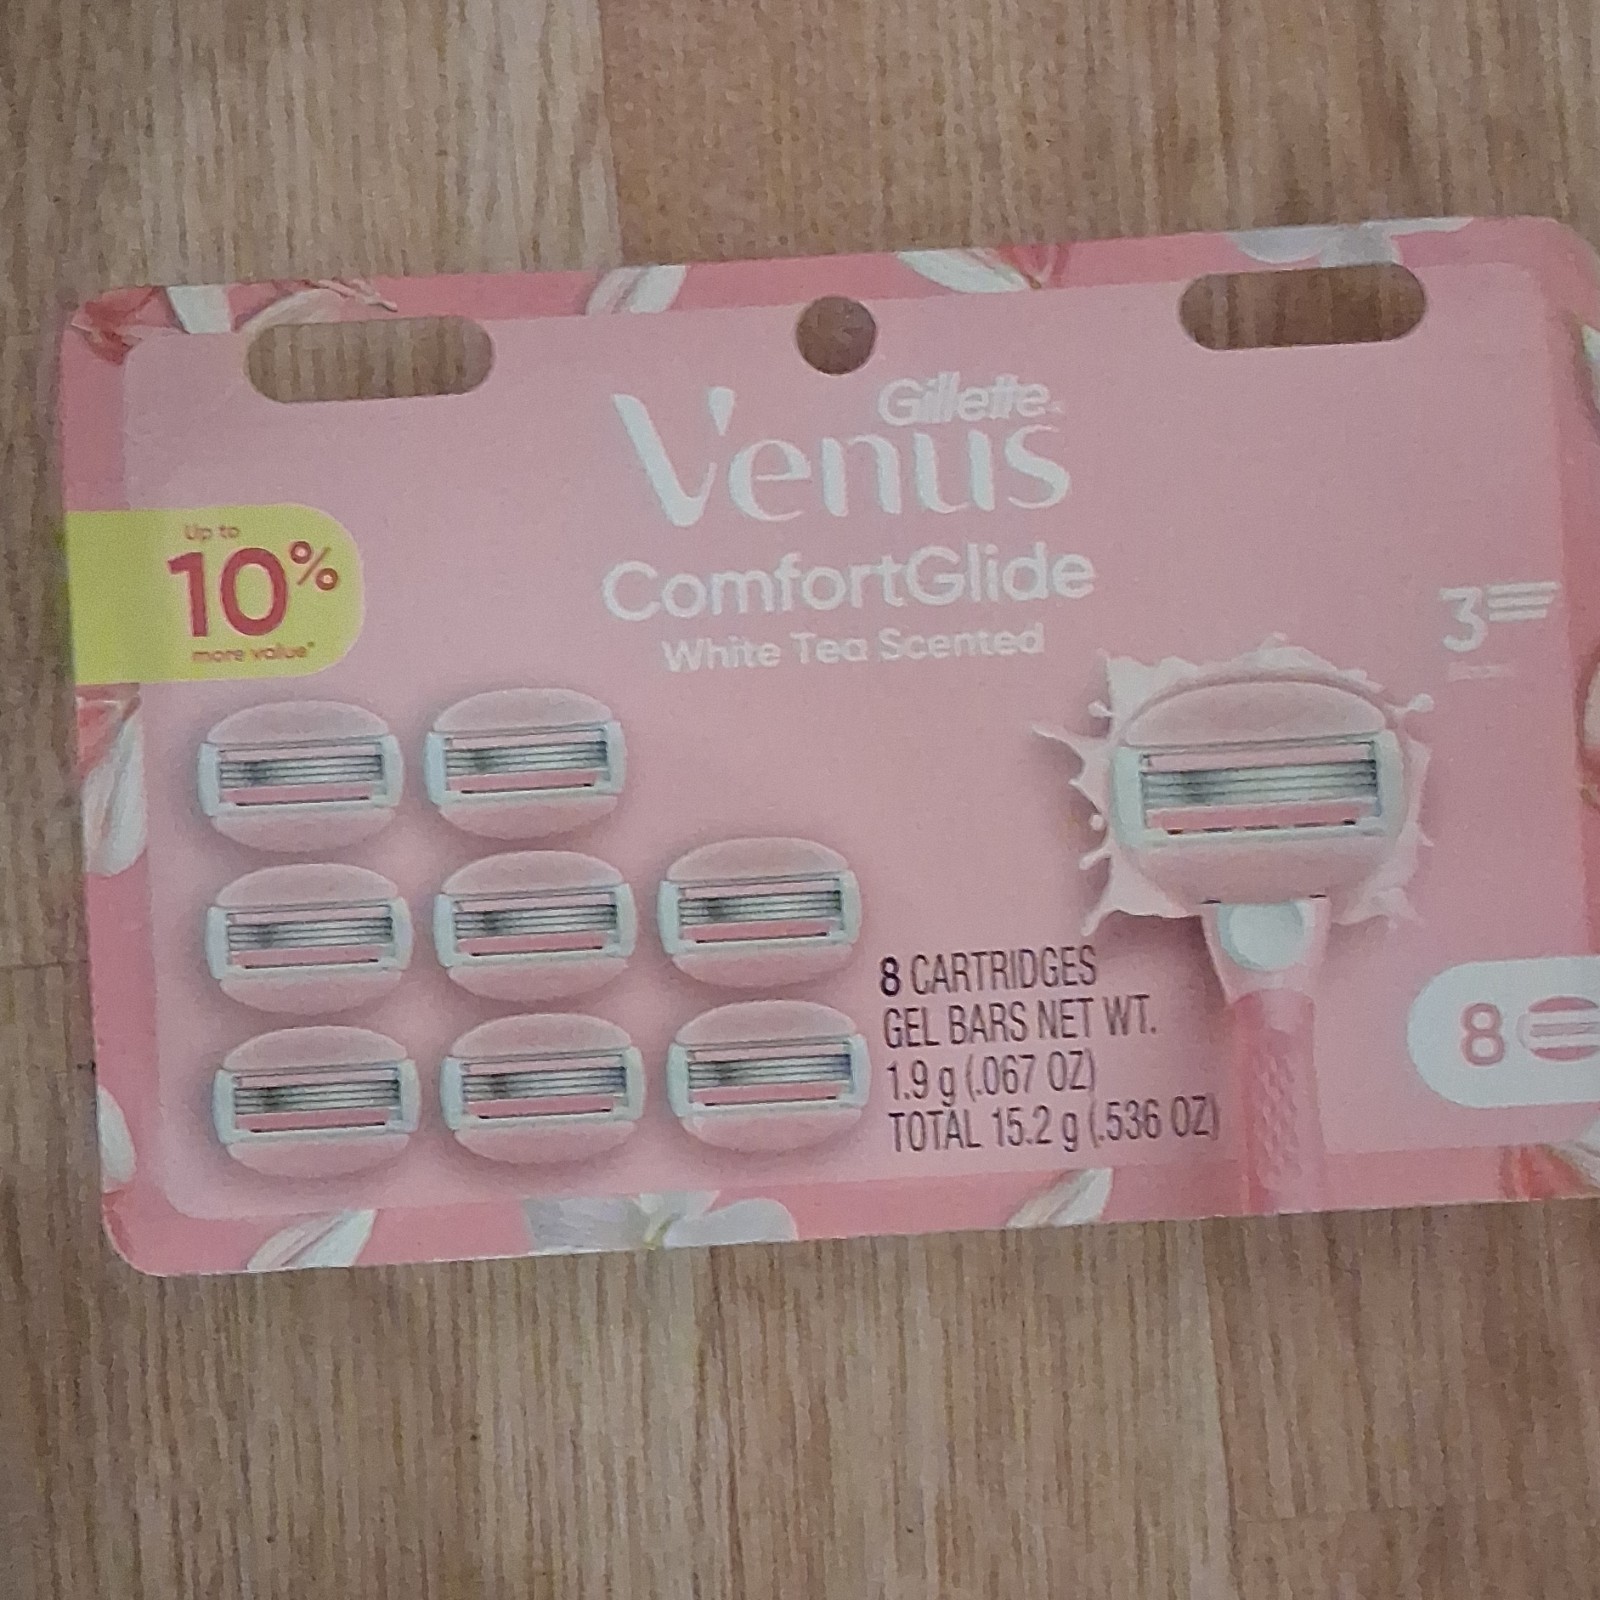 Gillette
Venus
ComfortGlide
White Tea Scented
Up to
10%
more value*
3
8 CARTRIDGES
GEL BARS NET WT.
1.9 g (.067 OZ)
TOTAL 15.2 g (.536 OZ)
8